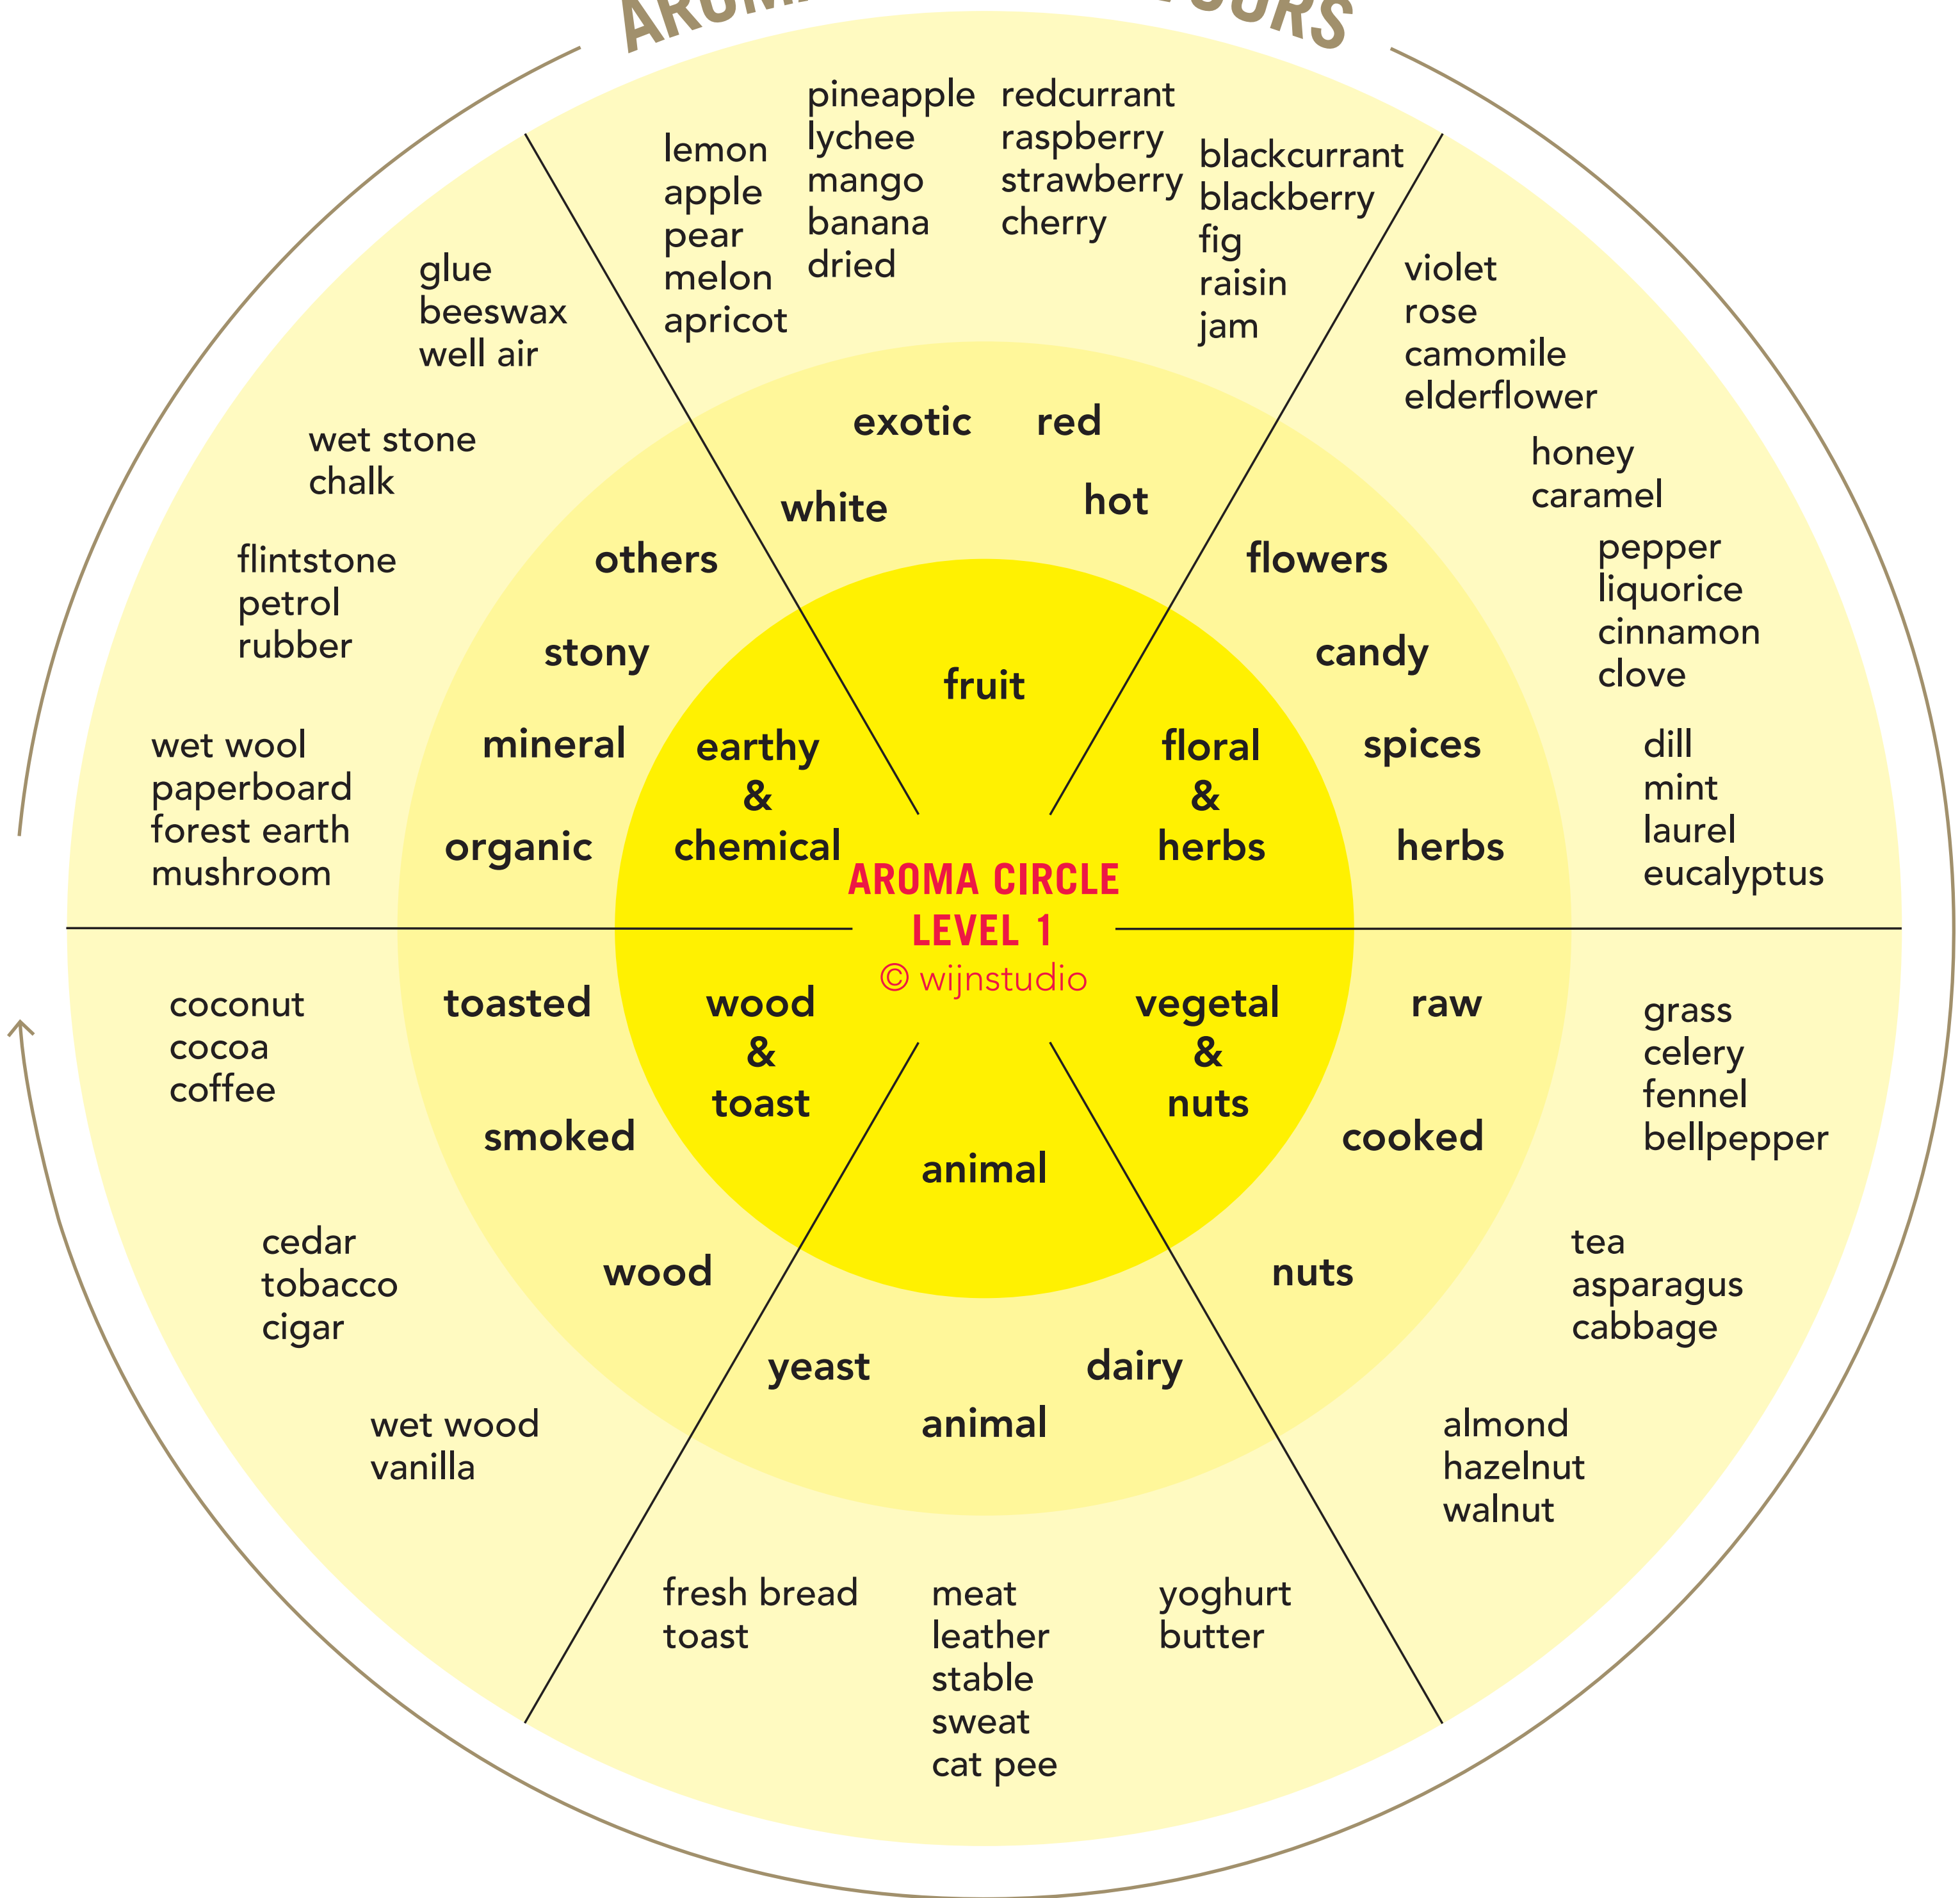 pineapple
lychee
mango
banana
dried
redcurrant
raspberry
strawberry
cherry
lemon
apple
pear
melon
apricot
blackcurrant
blackberry
fig
raisin
jam
exotic
red
white
hot
fruit
violet
rose
camomile
elderflower
honey
caramel
pepper
liquorice
cinnamon
clove
dill
mint
laurel
eucalyptus
flowers
candy
spices
herbs
floral
&
herbs
glue
beeswax
well air
wet stone
chalk
flintstone
petrol
rubber
wet wool
paperboard
forest earth
mushroom
others
stony
mineral
organic
earthy
&
chemical
AROMA CIRCLE
LEVEL 1
© wijnstudio
coconut
cocoa
coffee
cedar
tobacco
cigar
wet wood
vanilla
toasted
smoked
wood
wood
&
toast
vegetal
&
nuts
raw
cooked
nuts
grass
celery
fennel
bellpepper
tea
asparagus
cabbage
almond
hazelnut
walnut
animal
yeast
dairy
animal
fresh bread
toast
meat
leather
stable
sweat
cat pee
yoghurt
butter